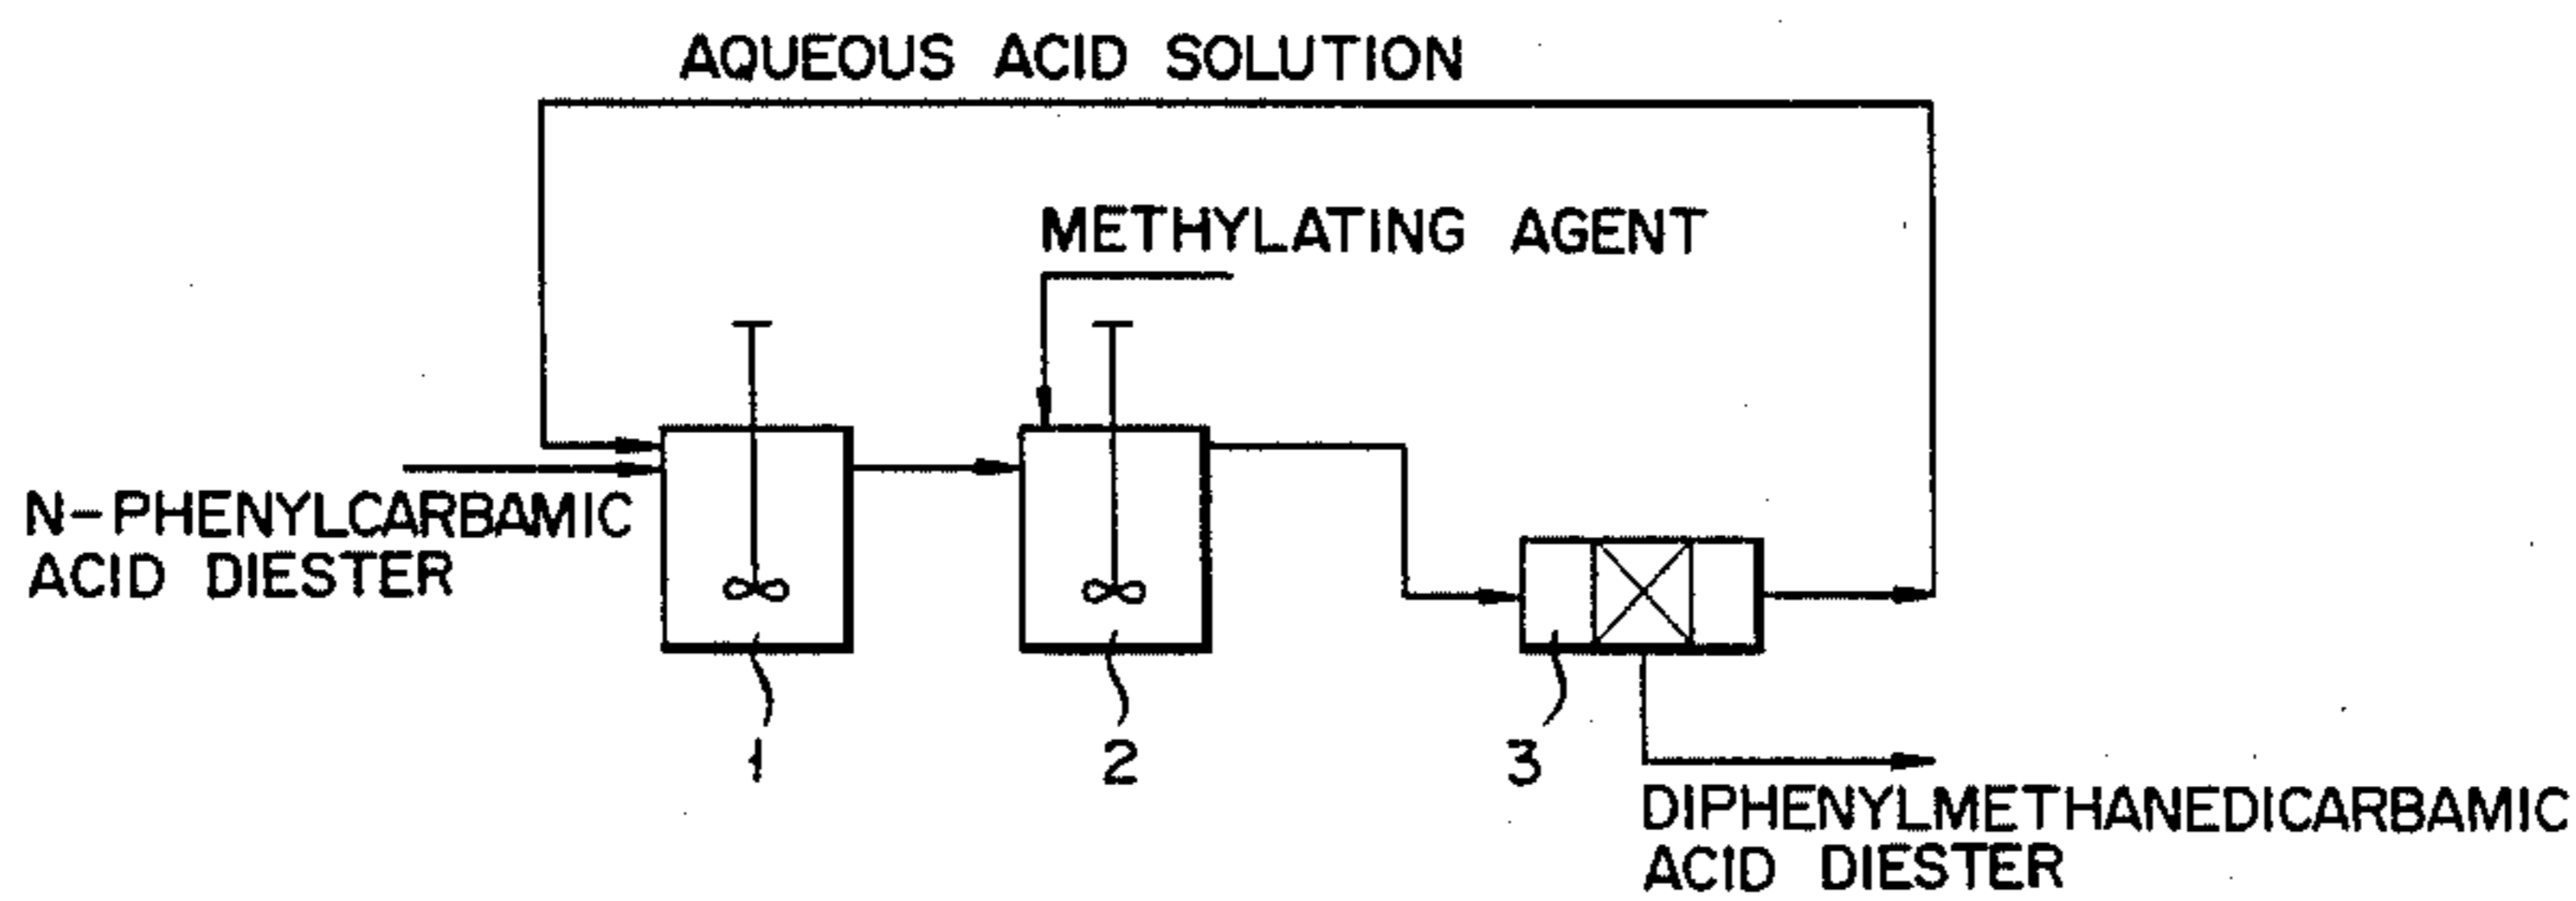 AQUEOUS ACID SOLUTION
METHYLATING AGENT
N-PHENYLCARBAMIC
ACID DIESTER
1
2
3
DIPHENYLMETHANEDICARBAMIC
ACID DIESTER